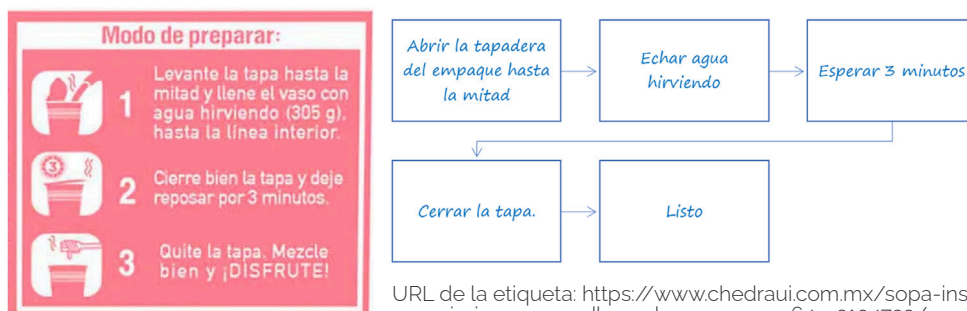 Modo de preparar:
1
Levante la tapa hasta la
mitad y llene el vaso con
agua hirviendo (305 g),
hasta la línea interior.
3
2
Cierre bien la tapa y deje
reposar por 3 minutos.
3
Quite la tapa. Mezcle
bien y ¡DISFRUTE!
Abrir la tapadera
del empaque hasta
la mitad
Echar agua
hirviendo
Esperar 3 minutos
Cerrar la tapa.
Listo
URL de la etiqueta: https://www.chedraui.com.mx/sopa-ins